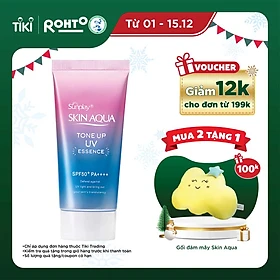 TIKI
ROHTO
TỪ 01 - 15.12
VOUCHER
Giảm 12k
cho đơn từ 199k
MUA 2 TẶNG 1
Sunplay
SKIN AQUA
TONE UP
UV
ESSENCE
SPF50+ PA++++
100k
Gối đám mây Skin Aqua
*Chỉ áp dụng đơn hàng thuộc Tiki Trading
*Kiểm tra quà tặng trong giỏ hàng trước khi thanh toán
*Số lượng quà tặng/coupon có hạn